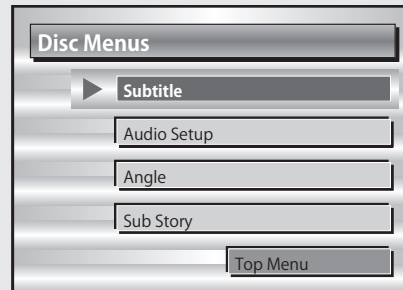 Disc Menus
Subtitle
Audio Setup
Angle
Sub Story
Top Menu